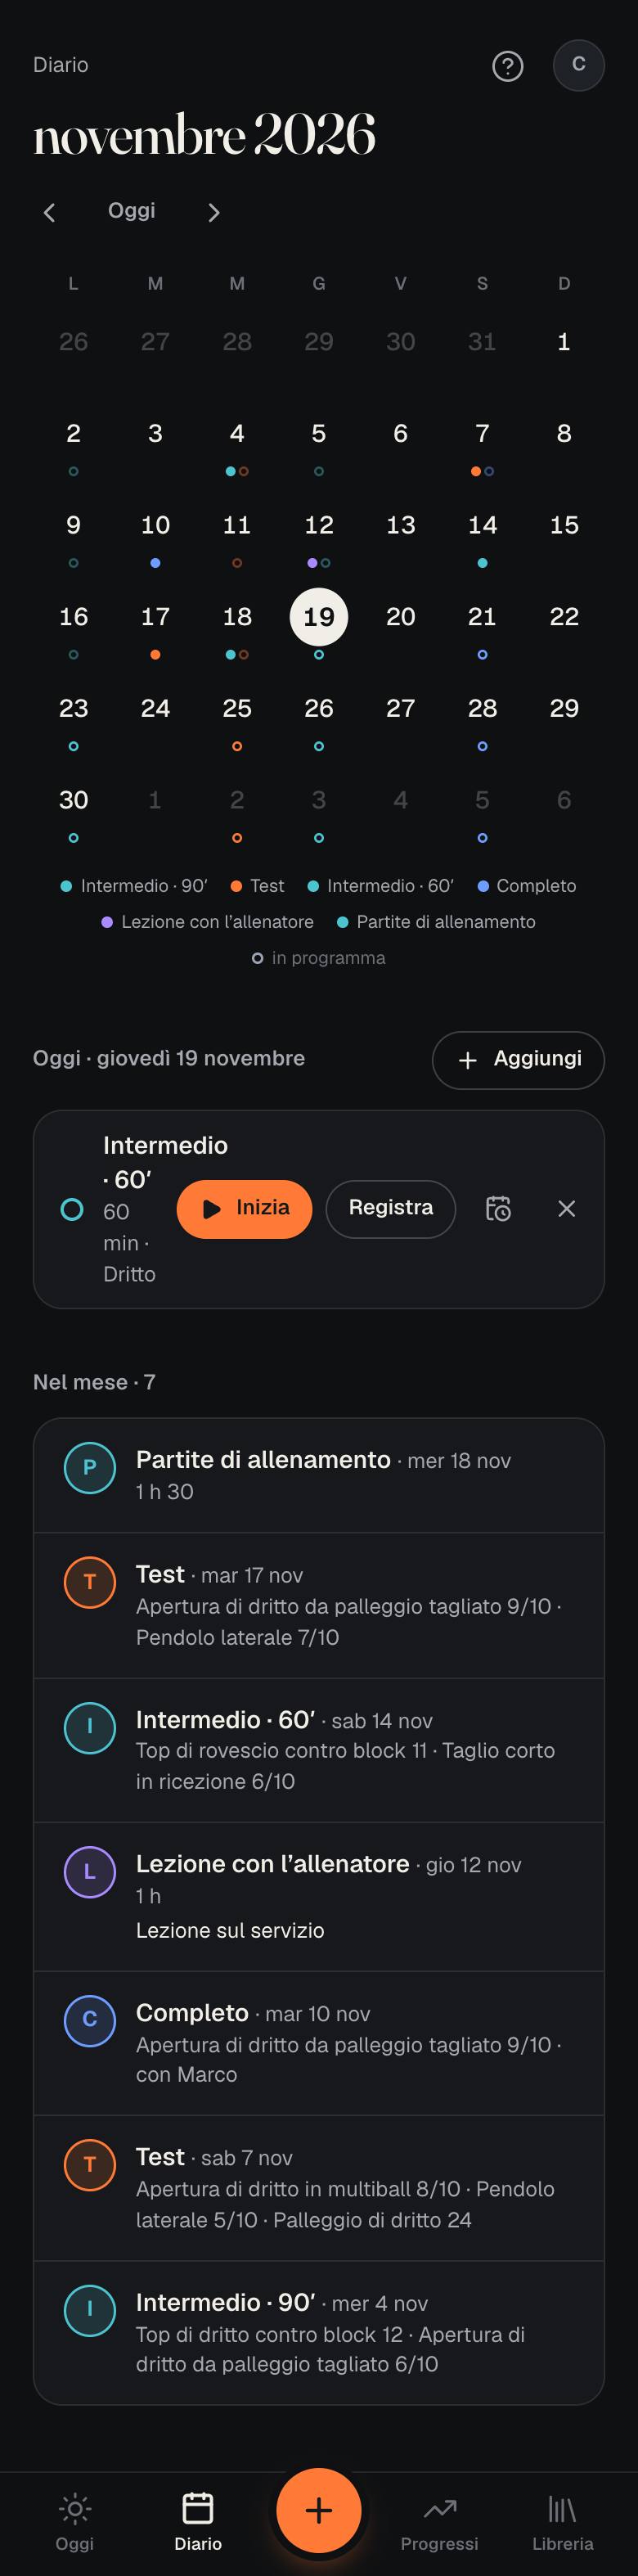 Diario
C
novembre 2026
Oggi
L M M G V S D
26 27 28 29 30 31 1
2 3 4 5 6 7 8
9 10 11 12 13 14 15
16 17 18 19 20 21 22
23 24 25 26 27 28 29
30 1 2 3 4 5 6
Intermedio · 90′ Test Intermedio · 60′ Completo
Lezione con l’allenatore Partite di allenamento
in programma
Oggi · giovedì 19 novembre
Aggiungi
Intermedio
· 60′
60
min ·
Dritto
Inizia
Registra
Nel mese · 7
P
Partite di allenamento · mer 18 nov
1 h 30
T
Test · mar 17 nov
Apertura di dritto da palleggio tagliato 9/10 ·
Pendolo laterale 7/10
I
Intermedio · 60′ · sab 14 nov
Top di rovescio contro block 11 · Taglio corto
in ricezione 6/10
L
Lezione con l’allenatore · gio 12 nov
1 h
Lezione sul servizio
C
Completo · mar 10 nov
Apertura di dritto da palleggio tagliato 9/10 ·
con Marco
T
Test · sab 7 nov
Apertura di dritto in multiball 8/10 · Pendolo
laterale 5/10 · Palleggio di dritto 24
I
Intermedio · 90′ · mer 4 nov
Top di dritto contro block 12 · Apertura di
dritto da palleggio tagliato 6/10
Oggi Diario Progressi Libreria